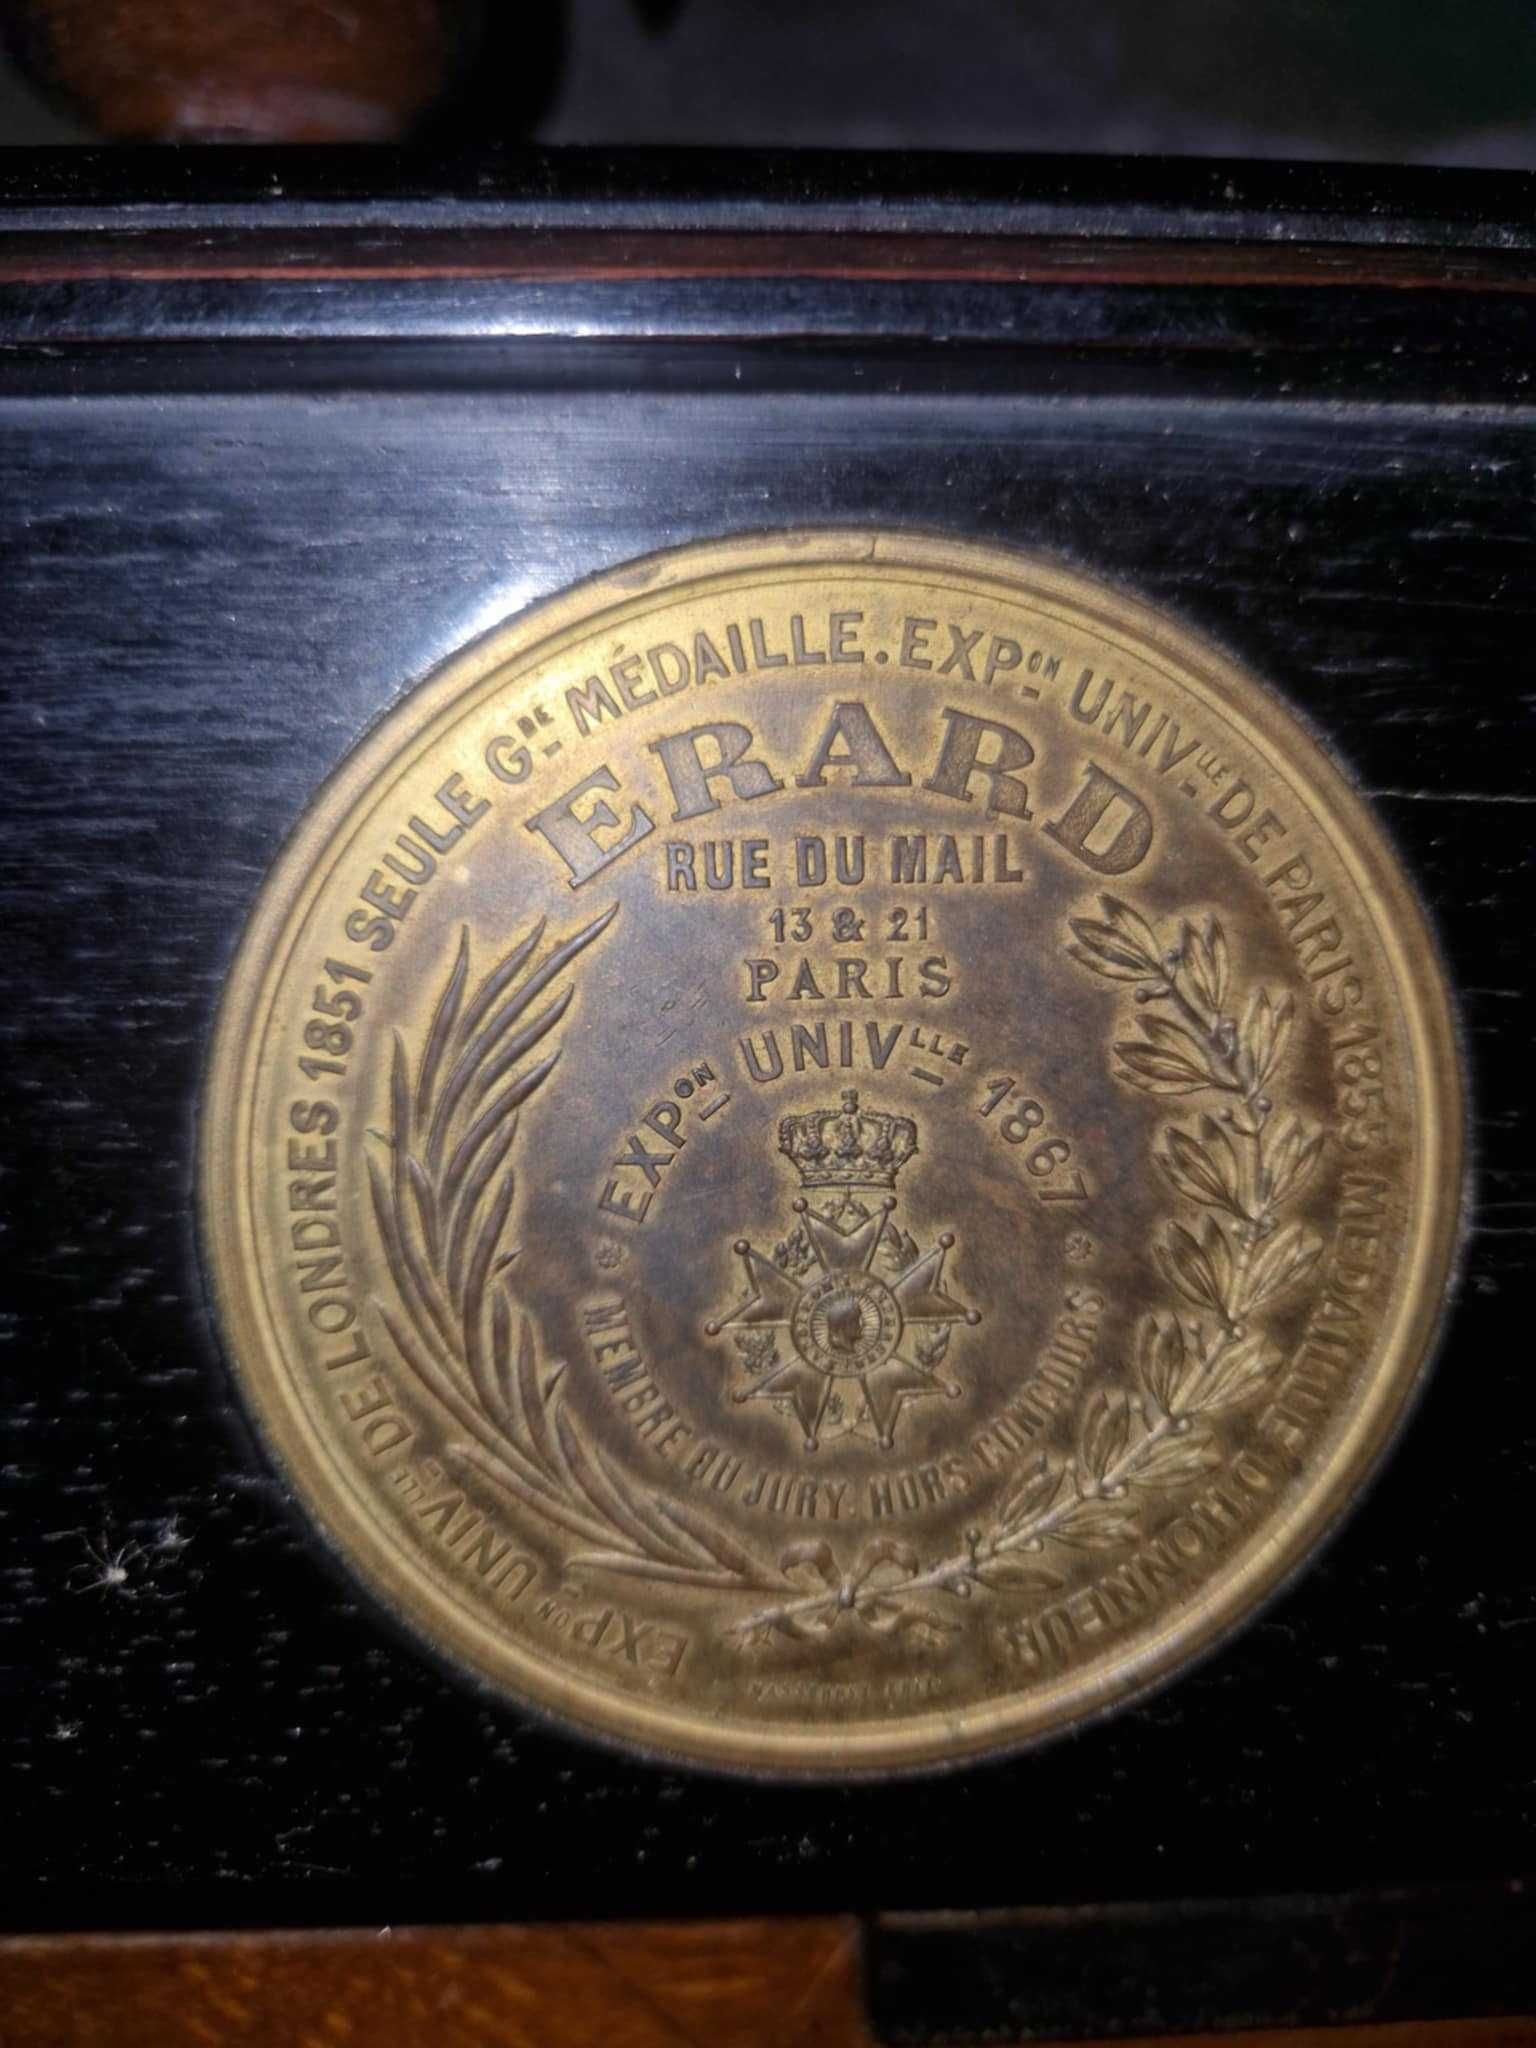 EXPᵒⁿ UNIVˡˡᵉ DE LONDRES 1851 SEULE Gᴰᴱ MÉDAILLE. EXPᵒⁿ UNIVˡˡᵉ DE PARIS 1855 MÉDAILLE D'HONNEUR
ERARD
RUE DU MAIL
13 & 21
PARIS
EXPᵒⁿ UNIVˡˡᵉ 1867
MEMBRE DU JURY. HORS CONCOURS